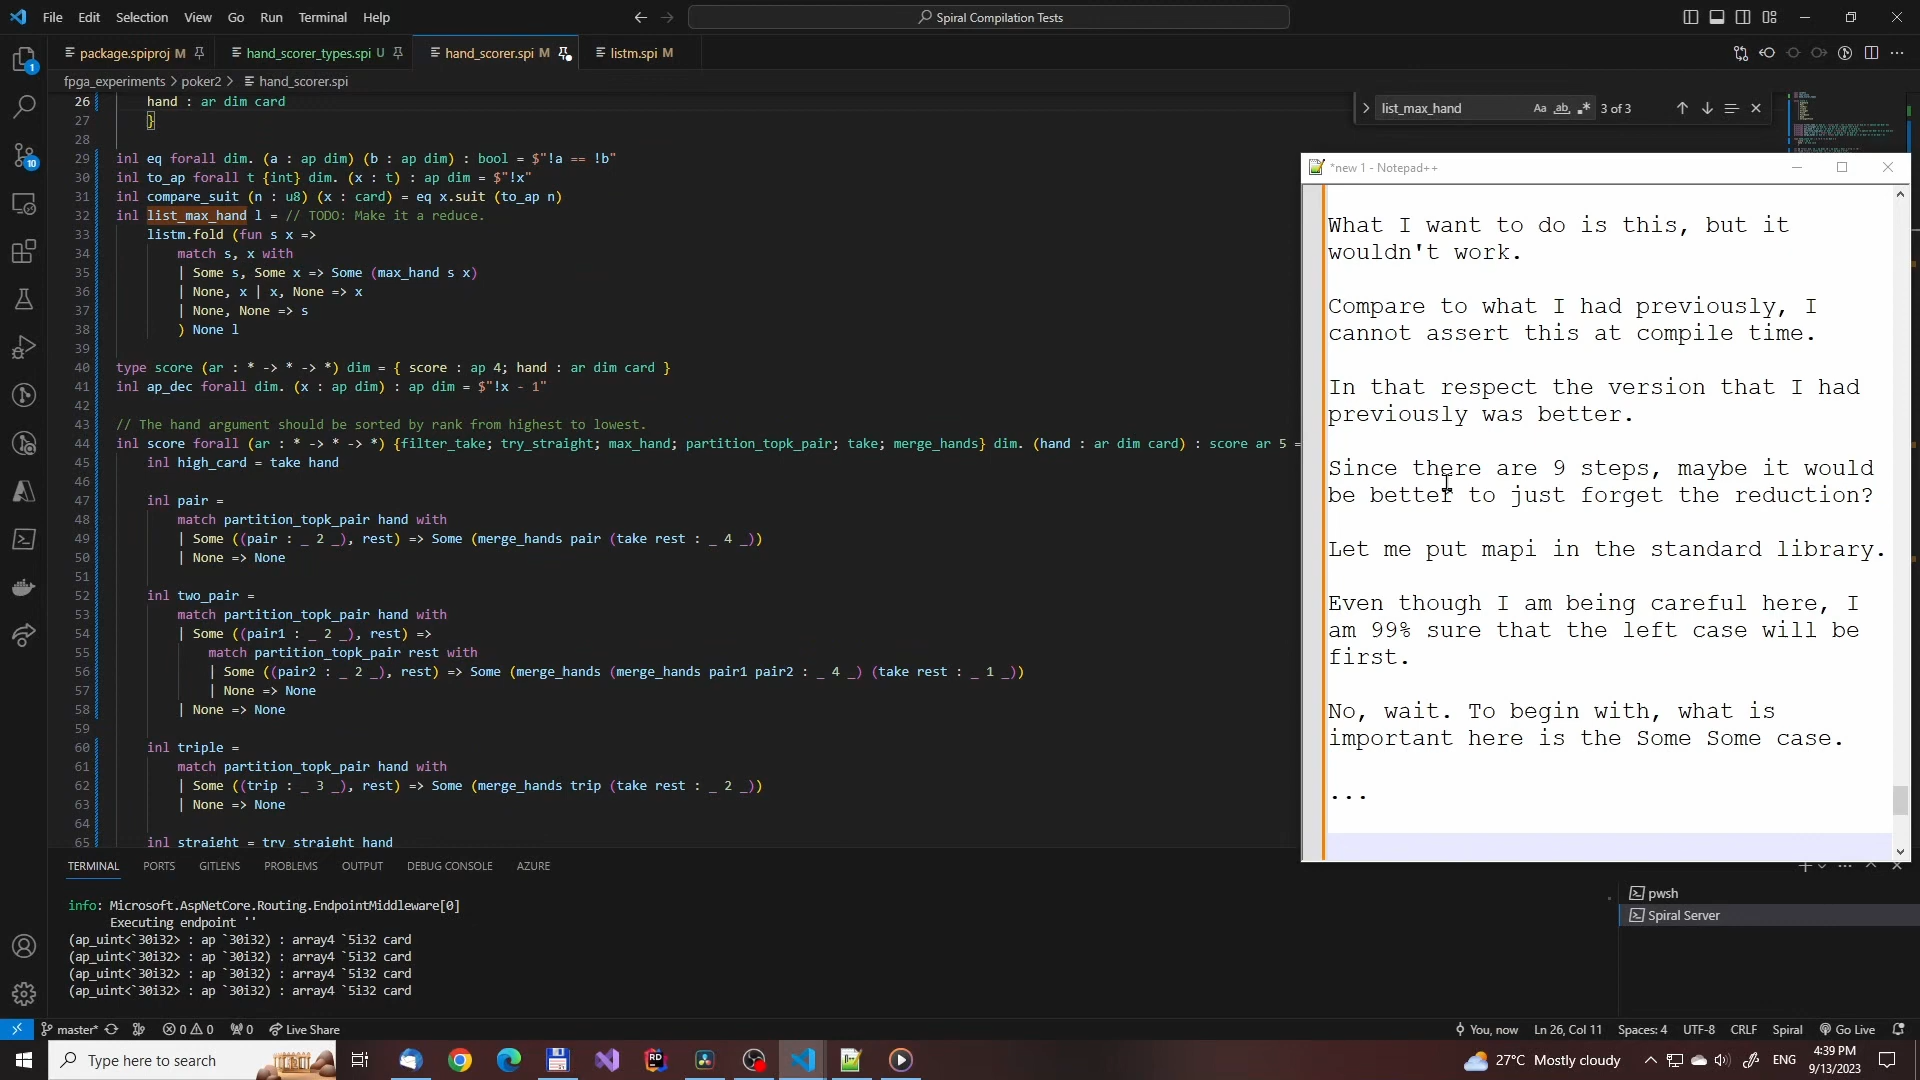 File Edit Selection View Go Run Terminal Help
Spiral Compilation Tests
package.spiproj M
hand_scorer_types.spi U
hand_scorer.spi M
listm.spi M
fpga_experiments > poker2 > hand_scorer.spi
list_max_hand
3 of 3
26 hand : ar dim card
27 }
28
29 inl eq forall dim. (a : ap dim) (b : ap dim) : bool = $"!a == !b"
30 inl to_ap forall t {int} dim. (x : t) : ap dim = $"!x"
31 inl compare_suit (n : u8) (x : card) = eq x.suit (to_ap n)
32 inl list_max_hand l = // TODO: Make it a reduce.
33 listm.fold (fun s x =>
34 match s, x with
35 | Some s, Some x => Some (max_hand s x)
36 | None, x | x, None => x
37 | None, None => s
38 ) None l
39
40 type score (ar : * -> * -> *) dim = { score : ap 4; hand : ar dim card }
41 inl ap_dec forall dim. (x : ap dim) : ap dim = $"!x - 1"
42
43 // The hand argument should be sorted by rank from highest to lowest.
44 inl score forall (ar : * -> * -> *) {filter_take; try_straight; max_hand; partition_topk_pair; take; merge_hands} dim. (hand : ar dim card) : score ar 5 =
45 inl high_card = take hand
46
47 inl pair =
48 match partition_topk_pair hand with
49 | Some ((pair : _ 2 _), rest) => Some (merge_hands pair (take rest : _ 4 _))
50 | None => None
51
52 inl two_pair =
53 match partition_topk_pair hand with
54 | Some ((pair1 : _ 2 _), rest) =>
55 match partition_topk_pair rest with
56 | Some ((pair2 : _ 2 _), rest) => Some (merge_hands (merge_hands pair1 pair2 : _ 4 _) (take rest : _ 1 _))
57 | None => None
58 | None => None
59
60 inl triple =
61 match partition_topk_pair hand with
62 | Some ((trip : _ 3 _), rest) => Some (merge_hands trip (take rest : _ 2 _))
63 | None => None
64
65 inl straight = try_straight hand
*new 1 - Notepad++
What I want to do is this, but it
wouldn't work.
Compare to what I had previously, I
cannot assert this at compile time.
In that respect the version that I had
previously was better.
Since there are 9 steps, maybe it would
be better to just forget the reduction?
Let me put mapi in the standard library.
Even though I am being careful here, I
am 99% sure that the left case will be
first.
No, wait. To begin with, what is
important here is the Some Some case.
...
TERMINAL PORTS GITLENS PROBLEMS OUTPUT DEBUG CONSOLE AZURE
info: Microsoft.AspNetCore.Routing.EndpointMiddleware[0]
Executing endpoint ''
(ap_uint<`30i32> : ap `30i32) : array4 `5i32 card
(ap_uint<`30i32> : ap `30i32) : array4 `5i32 card
(ap_uint<`30i32> : ap `30i32) : array4 `5i32 card
(ap_uint<`30i32> : ap `30i32) : array4 `5i32 card
pwsh
Spiral Server
master* 0 0 0 Live Share
You, now Ln 26, Col 11 Spaces: 4 UTF-8 CRLF Spiral Go Live
Type here to search
27°C Mostly cloudy
ENG
4:39 PM
9/13/2023